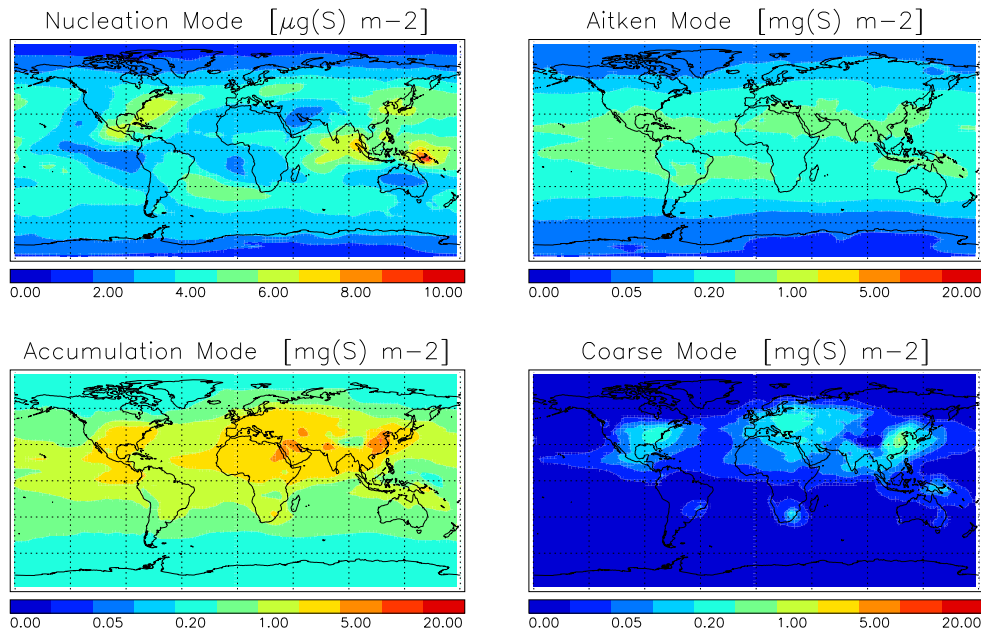 Nucleation Mode [μg(S) m-2]
Aitken Mode [mg(S) m-2]
0.00 2.00 4.00 6.00 8.00 10.00
0.00 0.05 0.20 1.00 5.00 20.00
Accumulation Mode [mg(S) m-2]
Coarse Mode [mg(S) m-2]
0.00 0.05 0.20 1.00 5.00 20.00
0.00 0.05 0.20 1.00 5.00 20.00